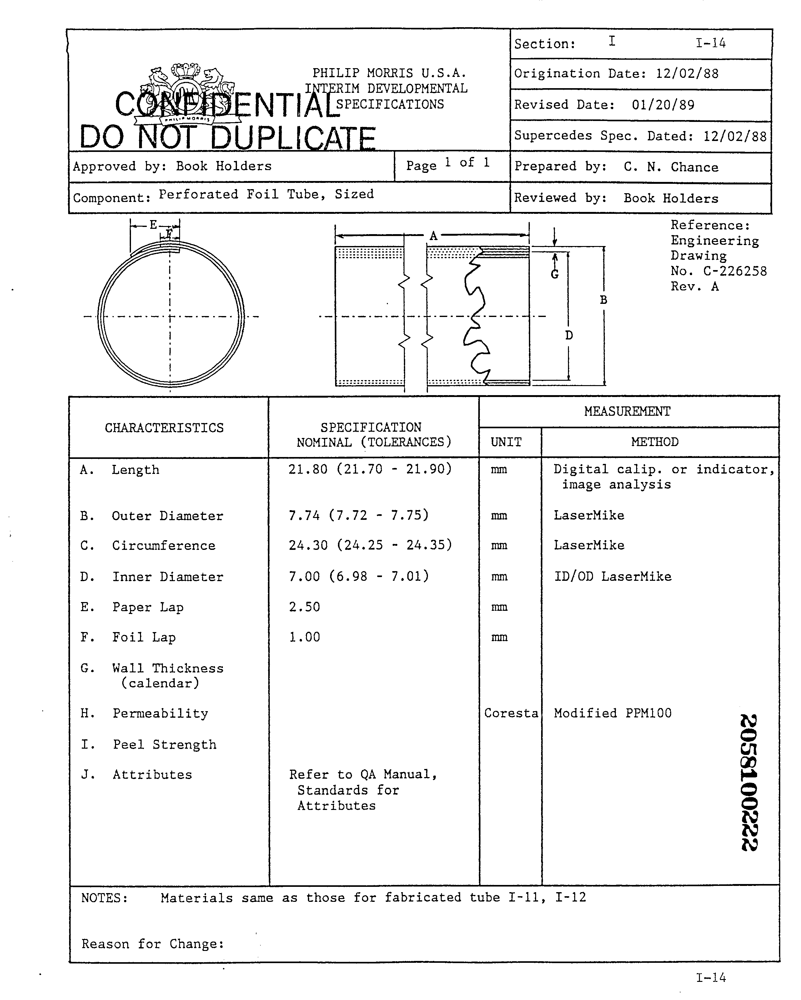 Section: I I-14
PHILIP MORRIS U.S.A.
INTERIM DEVELOPMENTAL
SPECIFICATIONS
PHILIP MORRIS
CONFIDENTIAL
DO NOT DUPLICATE
Origination Date: 12/02/88
Revised Date: 01/20/89
Supercedes Spec. Dated: 12/02/88
Approved by: Book Holders Page 1 of 1 Prepared by: C. N. Chance
Component: Perforated Foil Tube, Sized Reviewed by: Book Holders
Reference:
Engineering
Drawing
No. C-226258
Rev. A
E
F
A
G
B
D
CHARACTERISTICS SPECIFICATION NOMINAL (TOLERANCES) MEASUREMENT
UNIT METHOD
A. Length 21.80 (21.70 - 21.90) mm Digital calip. or indicator,
image analysis
B. Outer Diameter 7.74 (7.72 - 7.75) mm LaserMike
C. Circumference 24.30 (24.25 - 24.35) mm LaserMike
D. Inner Diameter 7.00 (6.98 - 7.01) mm ID/OD LaserMike
E. Paper Lap 2.50 mm
F. Foil Lap 1.00 mm
G. Wall Thickness
(calendar)
H. Permeability Coresta Modified PPM100
I. Peel Strength
J. Attributes Refer to QA Manual,
Standards for
Attributes
2058100222
NOTES: Materials same as those for fabricated tube I-11, I-12
Reason for Change:
I-14